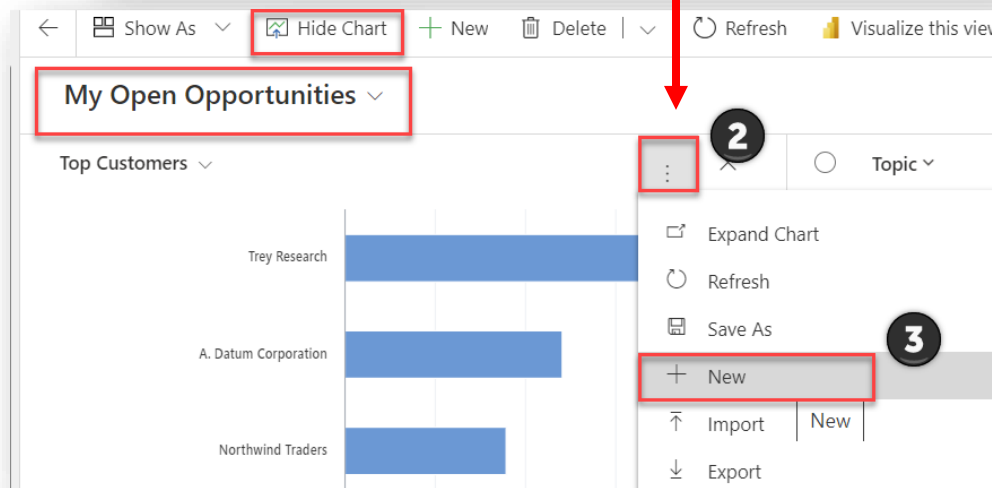 Show As
Hide Chart
New
Delete
Refresh
Visualize this view
My Open Opportunities
Top Customers
2
Topic
Trey Research
Expand Chart
Refresh
A. Datum Corporation
Save As
3
New
Import
New
Northwind Traders
Export